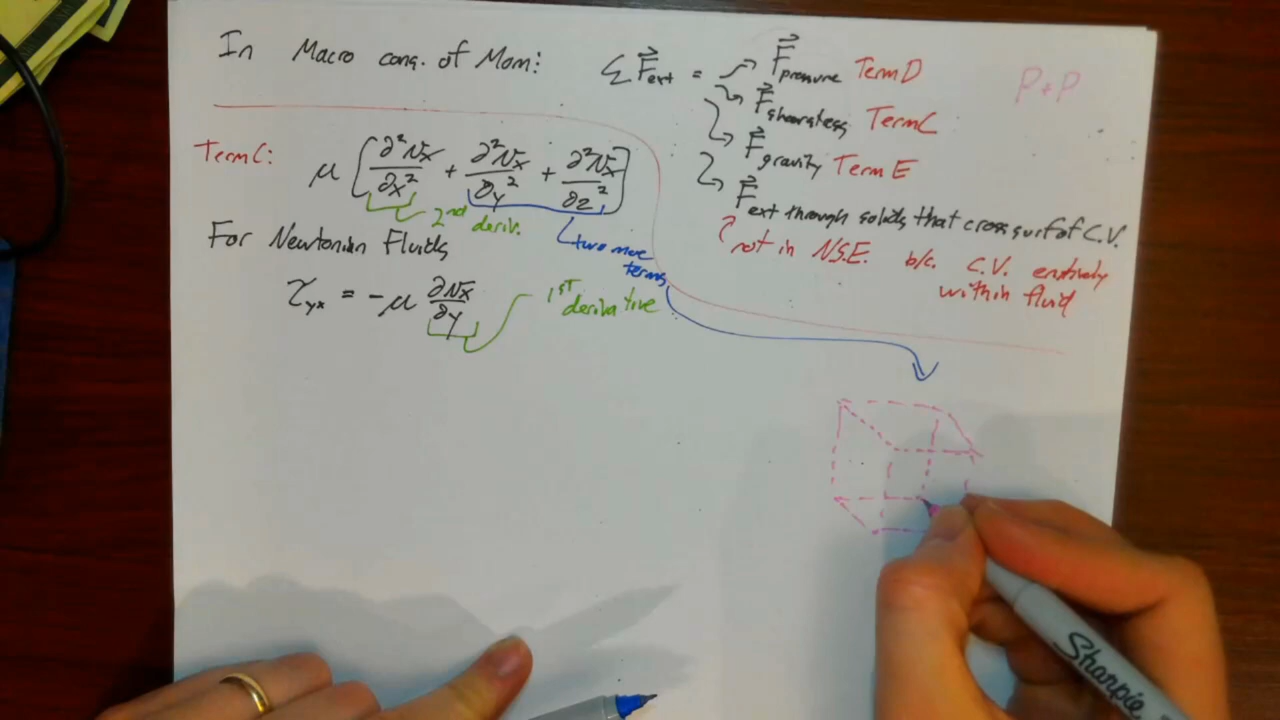 In Macro conq. of Mom: Σ F⃗ext = F⃗pressure Term D
P+P
F⃗shearstress Term C
F⃗gravity Term E
F⃗ext through solids that cross surf of C.V.
not in N.S.E. b/c. C.V. entirely
within fluid
Term C: μ [∂²Vx/∂x² + ∂²Vx/∂y² + ∂²Vx/∂z²]
2nd deriv.
two more
terms
For Newtonian Fluids
τyx = -μ ∂Vx/∂y
1ST
derivative
Sharpie